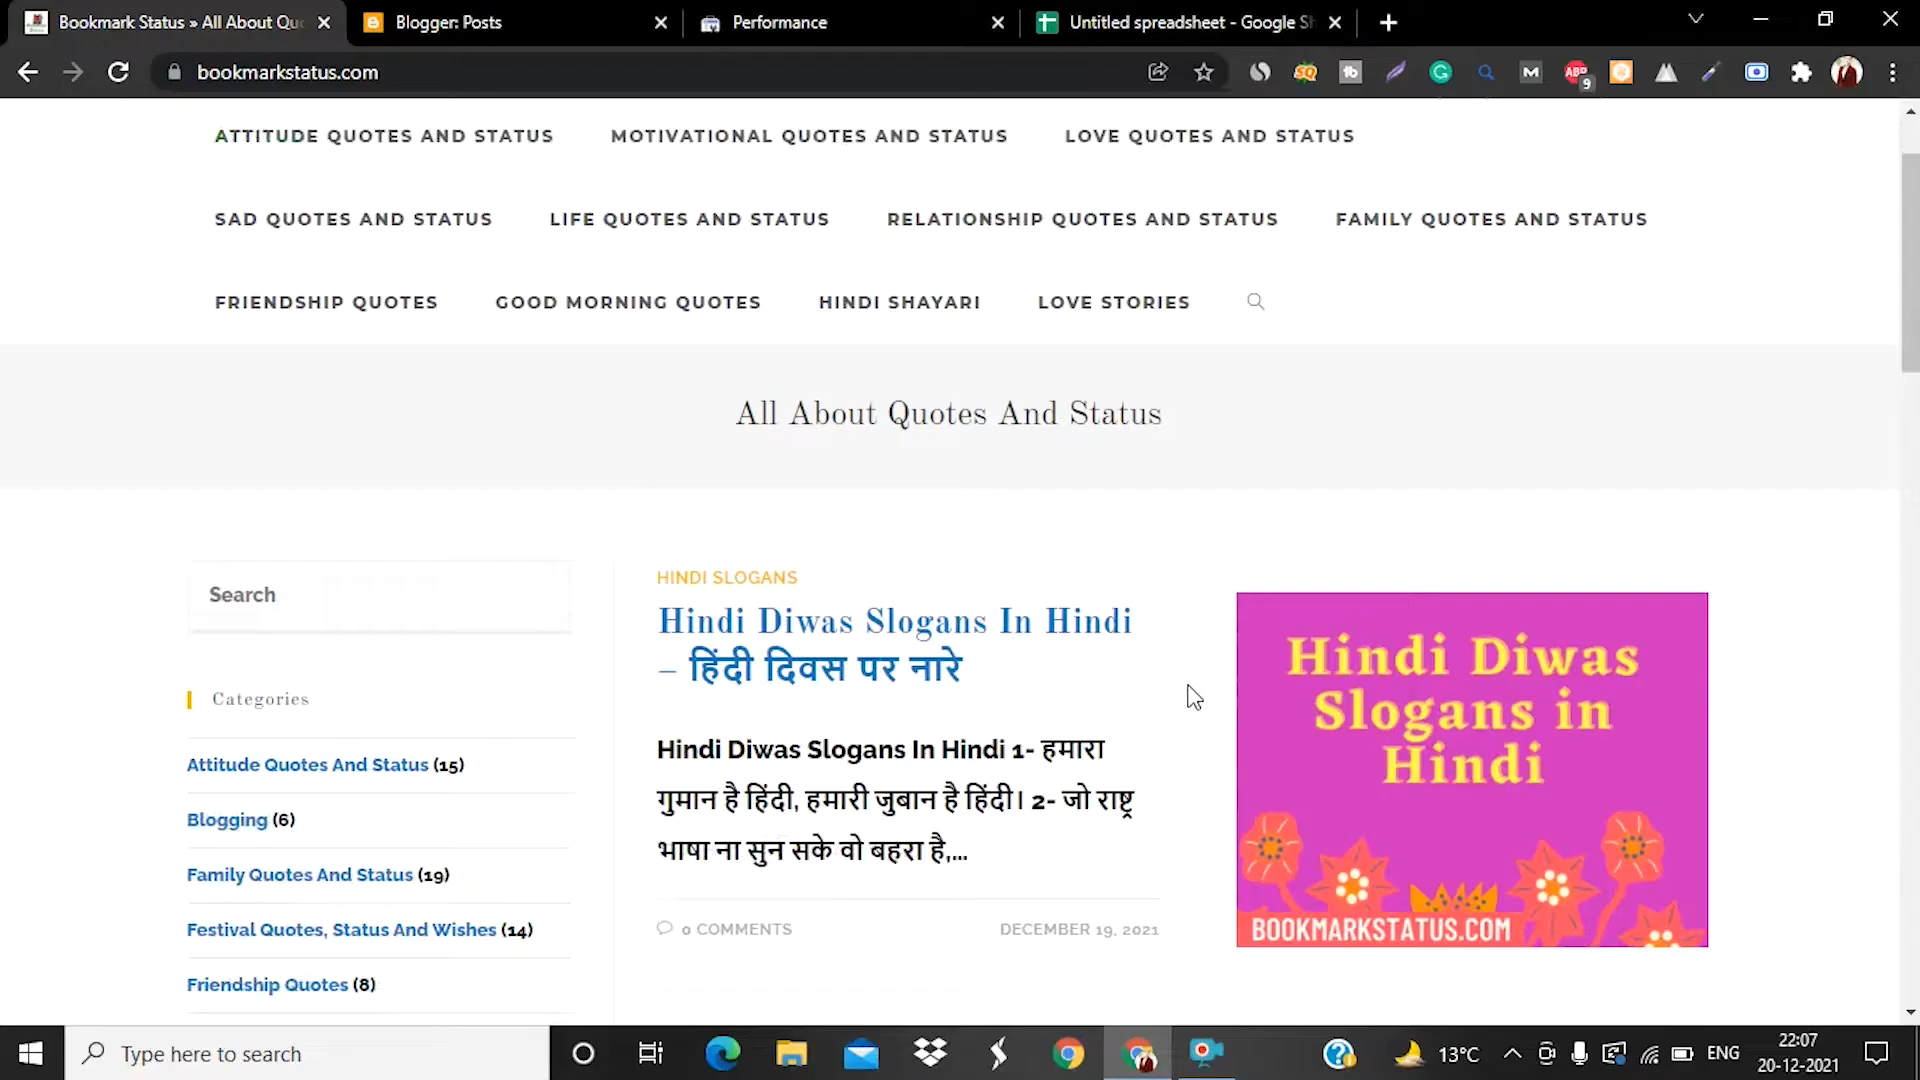 Bookmark Status » All About Quo
Blogger: Posts
Performance
Untitled spreadsheet - Google Sh
bookmarkstatus.com
ABP
9
ATTITUDE QUOTES AND STATUS
MOTIVATIONAL QUOTES AND STATUS
LOVE QUOTES AND STATUS
SAD QUOTES AND STATUS
LIFE QUOTES AND STATUS
RELATIONSHIP QUOTES AND STATUS
FAMILY QUOTES AND STATUS
FRIENDSHIP QUOTES
GOOD MORNING QUOTES
HINDI SHAYARI
LOVE STORIES
All About Quotes And Status
Search
Categories
Attitude Quotes And Status (15)
Blogging (6)
Family Quotes And Status (19)
Festival Quotes, Status And Wishes (14)
Friendship Quotes (8)
HINDI SLOGANS
Hindi Diwas Slogans In Hindi
– हिंदी दिवस पर नारे
Hindi Diwas Slogans In Hindi 1- हमारा
गुमान है हिंदी, हमारी जुबान है हिंदी। 2- जो राष्ट्र
भाषा ना सुन सके वो बहरा है,...
0 COMMENTS
DECEMBER 19, 2021
Hindi Diwas
Slogans in
Hindi
BOOKMARKSTATUS.COM
Type here to search
13°C
ENG
22:07
20-12-2021